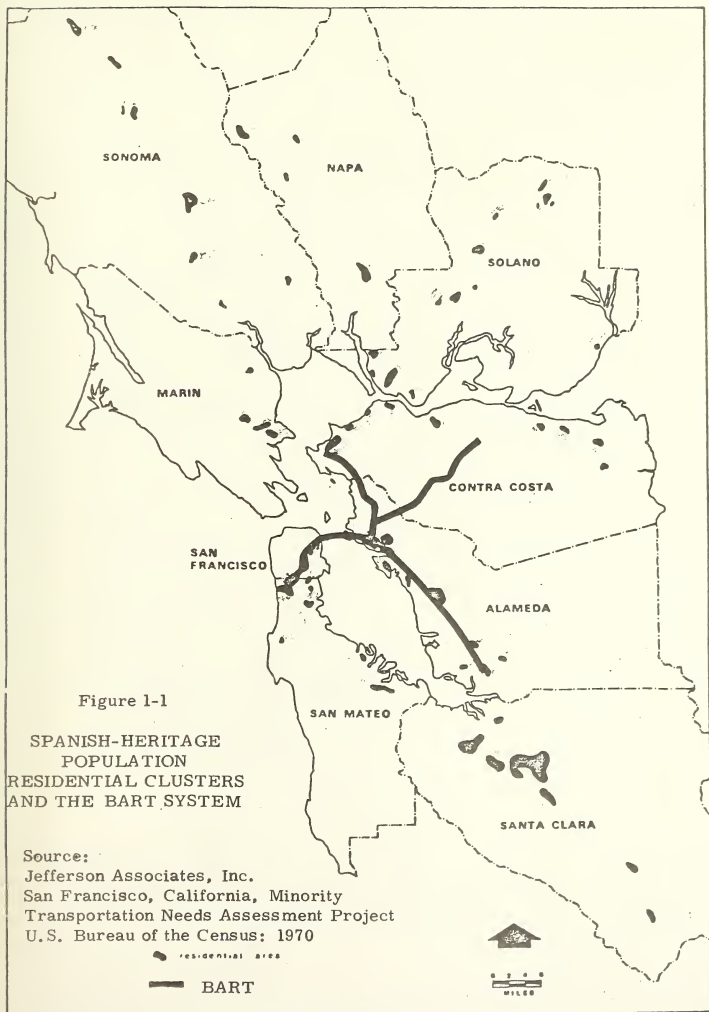 SONOMA
NAPA
SOLANO
MARIN
CONTRA COSTA
SAN
FRANCISCO
ALAMEDA
SAN MATEO
SANTA CLARA
Figure 1-1
SPANISH-HERITAGE
POPULATION
RESIDENTIAL CLUSTERS
AND THE BART SYSTEM
Source:
Jefferson Associates, Inc.
San Francisco, California, Minority
Transportation Needs Assessment Project
U.S. Bureau of the Census: 1970
residential area
BART
MILES